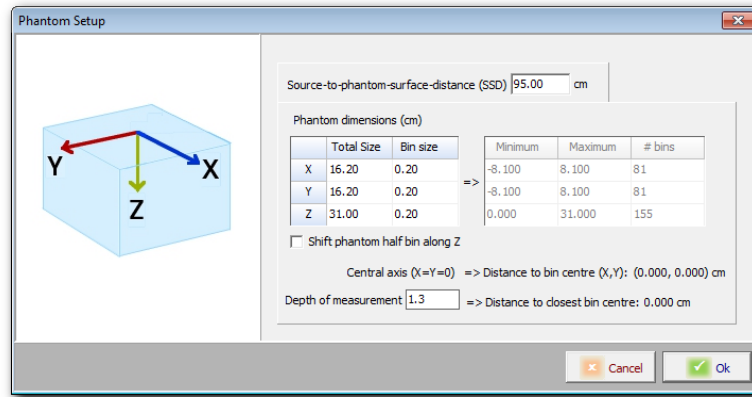 Phantom Setup
Source-to-phantom-surface-distance (SSD) 95.00 cm
Phantom dimensions (cm)
Total Size Bin size Minimum Maximum # bins
X 16.20 0.20 -8.100 8.100 81
Y 16.20 0.20 => -8.100 8.100 81
Z 31.00 0.20 0.000 31.000 155
Shift phantom half bin along Z
Central axis (X=Y=0) => Distance to bin centre (X,Y): (0.000, 0.000) cm
Depth of measurement 1.3 => Distance to closest bin centre: 0.000 cm
Y X
Z
Cancel Ok